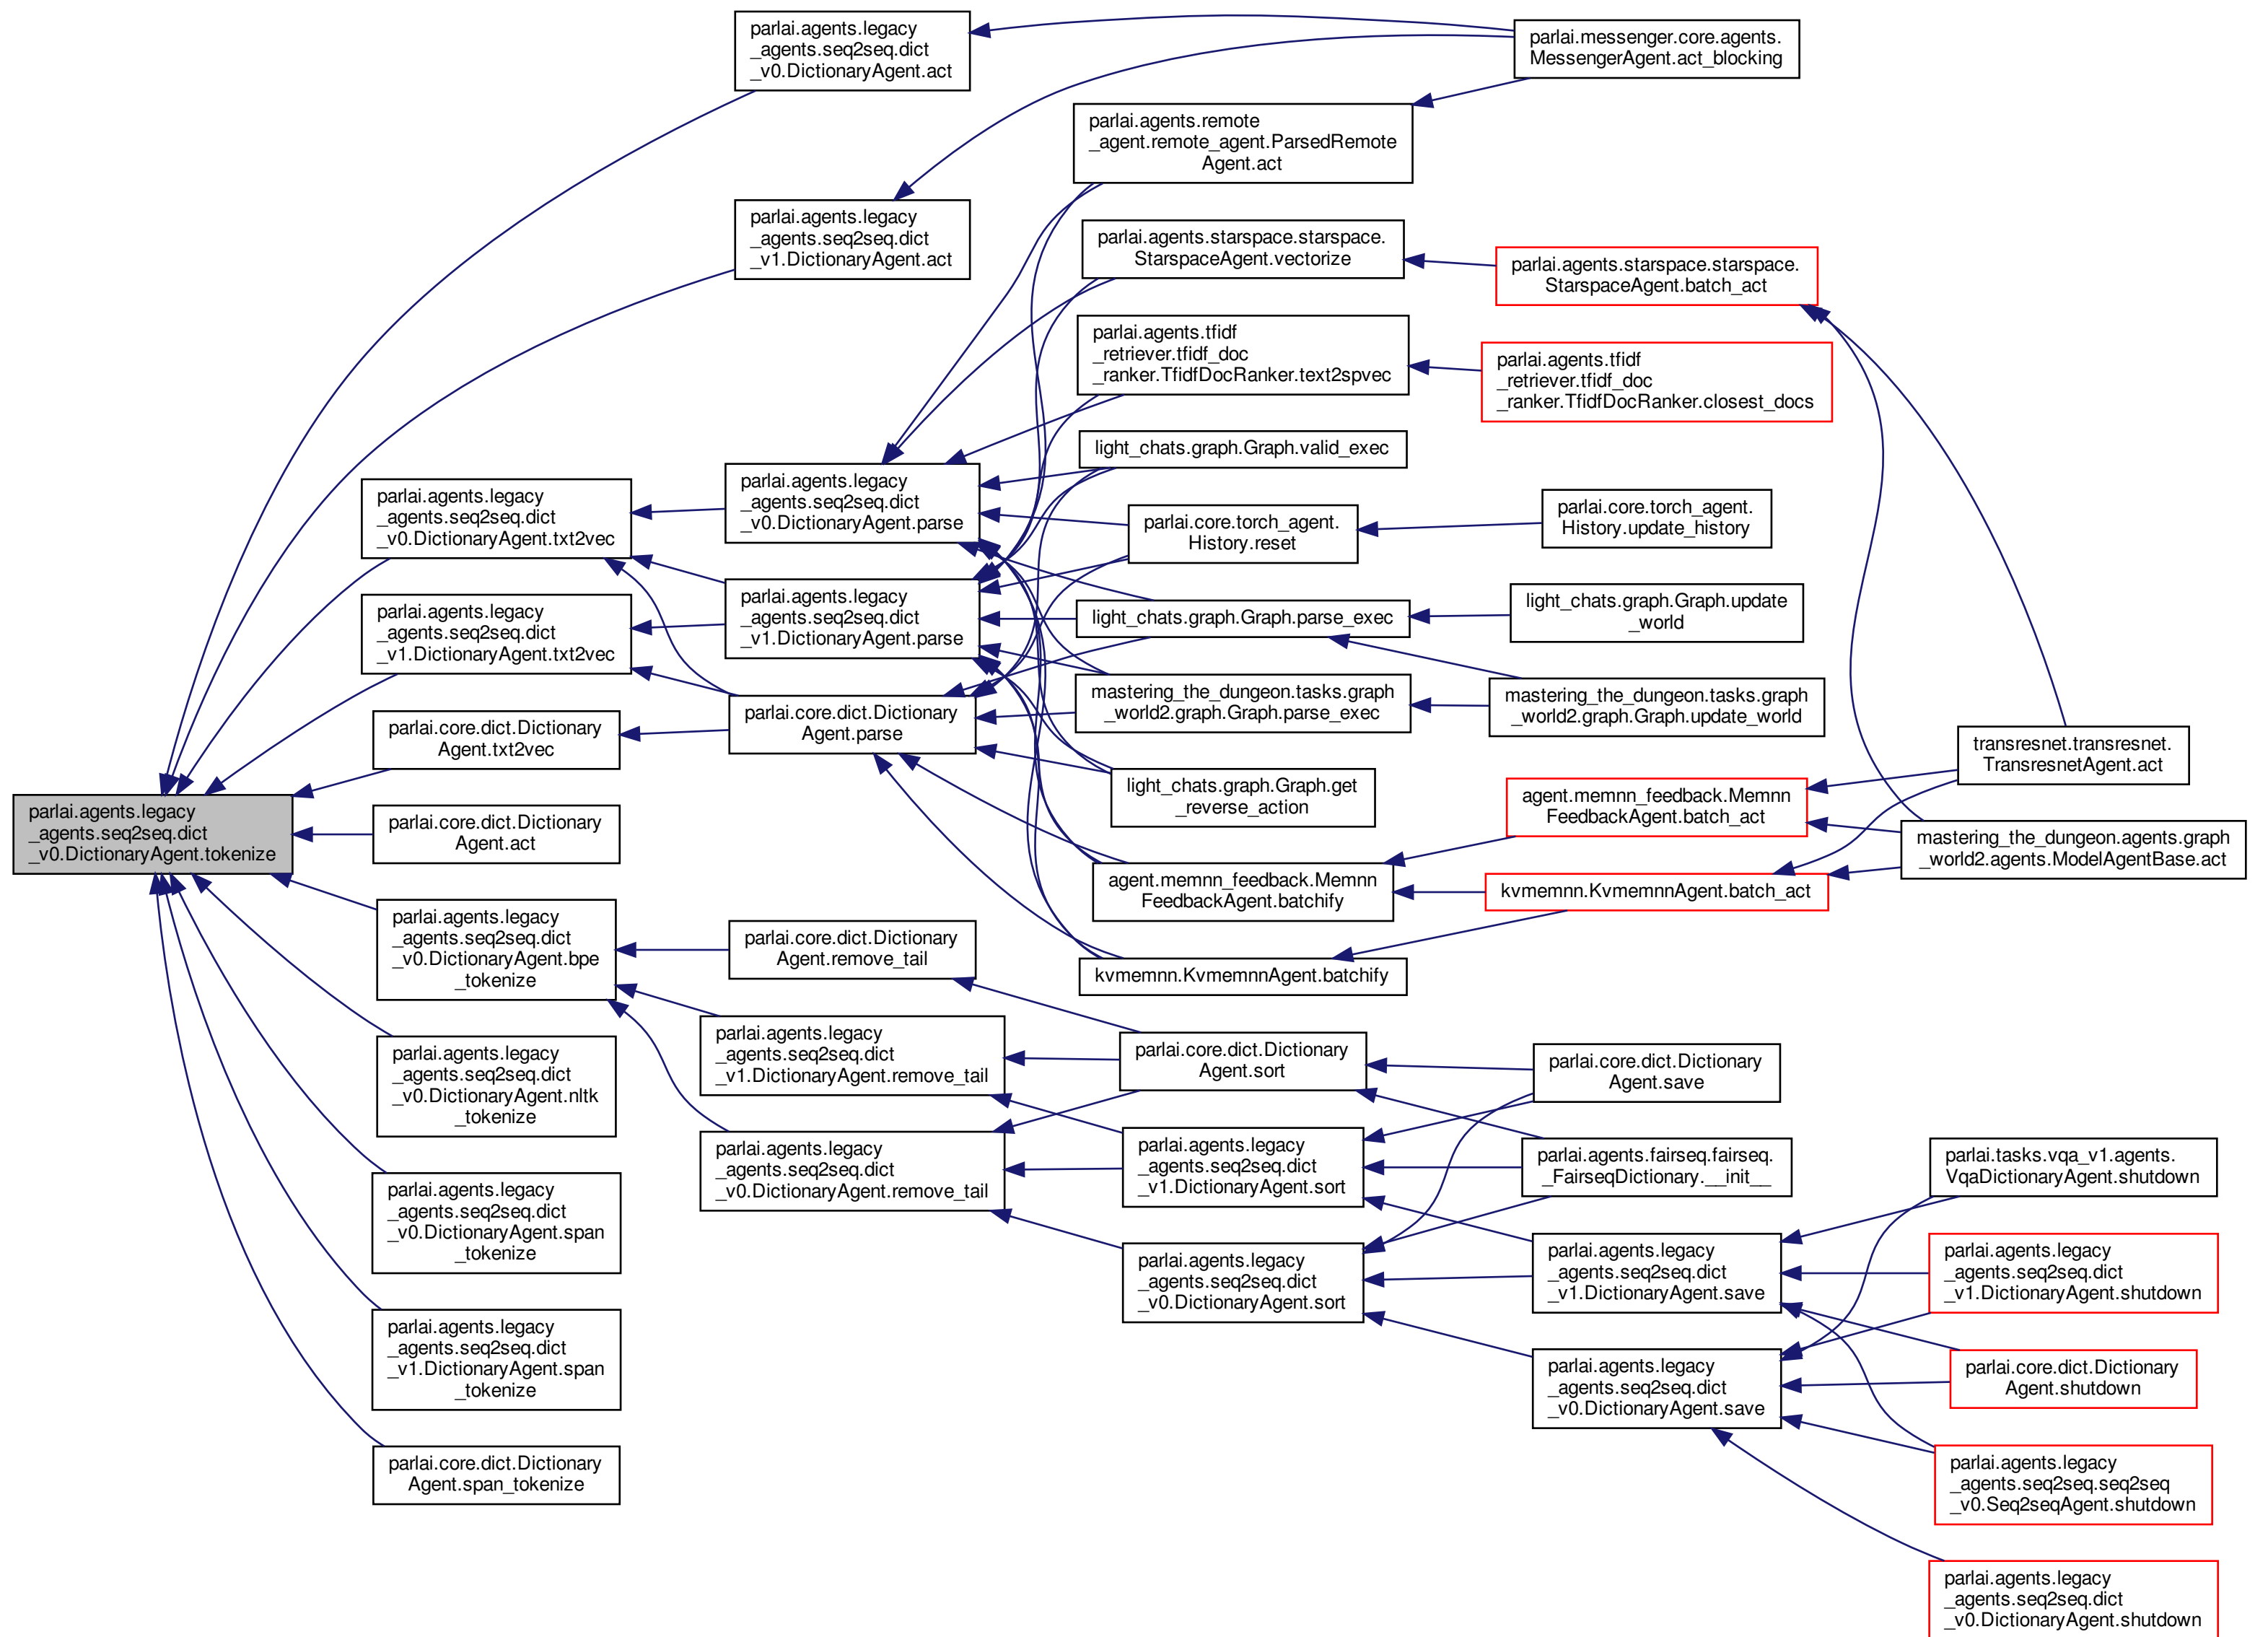 parlai.agents.legacy
_agents.seq2seq.dict
_v0.DictionaryAgent.tokenize
parlai.agents.legacy
_agents.seq2seq.dict
_v0.DictionaryAgent.act
parlai.agents.legacy
_agents.seq2seq.dict
_v1.DictionaryAgent.act
parlai.agents.legacy
_agents.seq2seq.dict
_v0.DictionaryAgent.txt2vec
parlai.agents.legacy
_agents.seq2seq.dict
_v1.DictionaryAgent.txt2vec
parlai.core.dict.Dictionary
Agent.txt2vec
parlai.core.dict.Dictionary
Agent.act
parlai.agents.legacy
_agents.seq2seq.dict
_v0.DictionaryAgent.bpe
_tokenize
parlai.agents.legacy
_agents.seq2seq.dict
_v0.DictionaryAgent.nltk
_tokenize
parlai.agents.legacy
_agents.seq2seq.dict
_v0.DictionaryAgent.span
_tokenize
parlai.agents.legacy
_agents.seq2seq.dict
_v1.DictionaryAgent.span
_tokenize
parlai.core.dict.Dictionary
Agent.span_tokenize
parlai.agents.legacy
_agents.seq2seq.dict
_v0.DictionaryAgent.parse
parlai.agents.legacy
_agents.seq2seq.dict
_v1.DictionaryAgent.parse
parlai.core.dict.Dictionary
Agent.parse
parlai.core.dict.Dictionary
Agent.remove_tail
parlai.agents.legacy
_agents.seq2seq.dict
_v1.DictionaryAgent.remove_tail
parlai.agents.legacy
_agents.seq2seq.dict
_v0.DictionaryAgent.remove_tail
parlai.agents.remote
_agent.remote_agent.ParsedRemote
Agent.act
parlai.agents.starspace.starspace.
StarspaceAgent.vectorize
parlai.agents.tfidf
_retriever.tfidf_doc
_ranker.TfidfDocRanker.text2spvec
light_chats.graph.Graph.valid_exec
parlai.core.torch_agent.
History.reset
light_chats.graph.Graph.parse_exec
mastering_the_dungeon.tasks.graph
_world2.graph.Graph.parse_exec
light_chats.graph.Graph.get
_reverse_action
agent.memnn_feedback.Memnn
FeedbackAgent.batchify
kvmemnn.KvmemnnAgent.batchify
parlai.core.dict.Dictionary
Agent.sort
parlai.agents.legacy
_agents.seq2seq.dict
_v1.DictionaryAgent.sort
parlai.agents.legacy
_agents.seq2seq.dict
_v0.DictionaryAgent.sort
parlai.messenger.core.agents.
MessengerAgent.act_blocking
parlai.agents.starspace.starspace.
StarspaceAgent.batch_act
parlai.agents.tfidf
_retriever.tfidf_doc
_ranker.TfidfDocRanker.closest_docs
parlai.core.torch_agent.
History.update_history
light_chats.graph.Graph.update
_world
mastering_the_dungeon.tasks.graph
_world2.graph.Graph.update_world
agent.memnn_feedback.Memnn
FeedbackAgent.batch_act
kvmemnn.KvmemnnAgent.batch_act
parlai.core.dict.Dictionary
Agent.save
parlai.agents.fairseq.fairseq.
_FairseqDictionary.__init__
parlai.agents.legacy
_agents.seq2seq.dict
_v1.DictionaryAgent.save
parlai.agents.legacy
_agents.seq2seq.dict
_v0.DictionaryAgent.save
transresnet.transresnet.
TransresnetAgent.act
mastering_the_dungeon.agents.graph
_world2.agents.ModelAgentBase.act
parlai.tasks.vqa_v1.agents.
VqaDictionaryAgent.shutdown
parlai.agents.legacy
_agents.seq2seq.dict
_v1.DictionaryAgent.shutdown
parlai.core.dict.Dictionary
Agent.shutdown
parlai.agents.legacy
_agents.seq2seq.seq2seq
_v0.Seq2seqAgent.shutdown
parlai.agents.legacy
_agents.seq2seq.dict
_v0.DictionaryAgent.shutdown